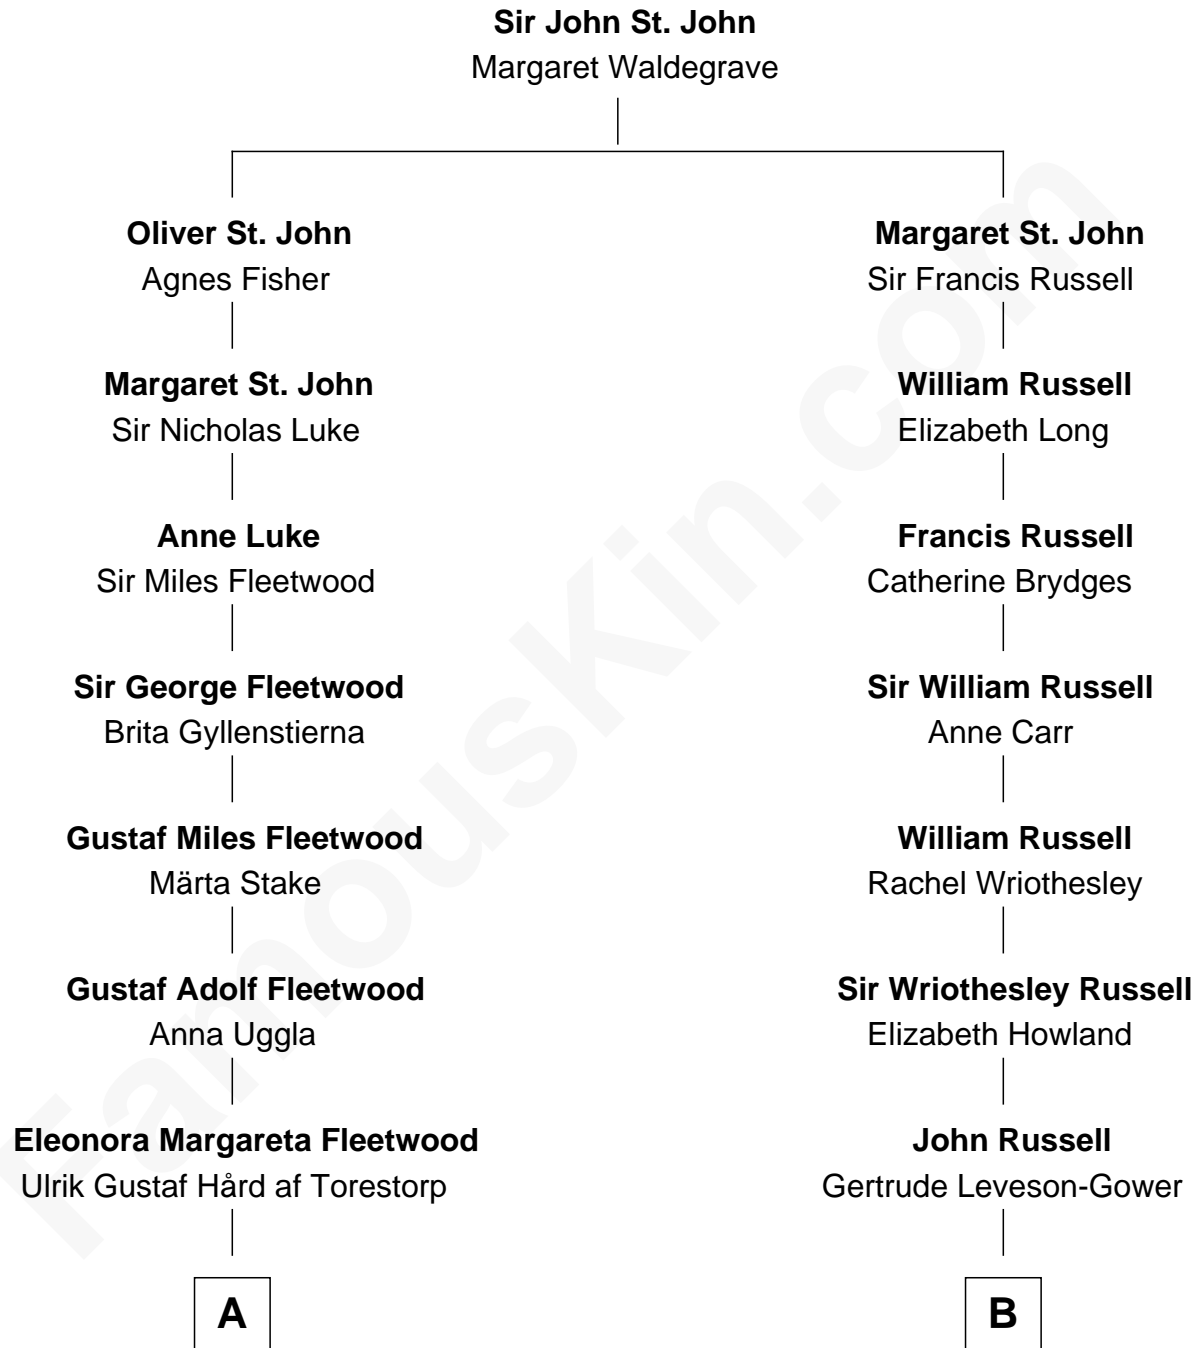 Sir John St. John
Margaret Waldegrave
Oliver St. John
Agnes Fisher
Margaret St. John
Sir Nicholas Luke
Anne Luke
Sir Miles Fleetwood
Sir George Fleetwood
Brita Gyllenstierna
Gustaf Miles Fleetwood
Märta Stake
Gustaf Adolf Fleetwood
Anna Uggla
Eleonora Margareta Fleetwood
Ulrik Gustaf Hård af Torestorp
A
Margaret St. John
Sir Francis Russell
William Russell
Elizabeth Long
Francis Russell
Catherine Brydges
Sir William Russell
Anne Carr
William Russell
Rachel Wriothesley
Sir Wriothesley Russell
Elizabeth Howland
John Russell
Gertrude Leveson-Gower
B
FamousKin.com